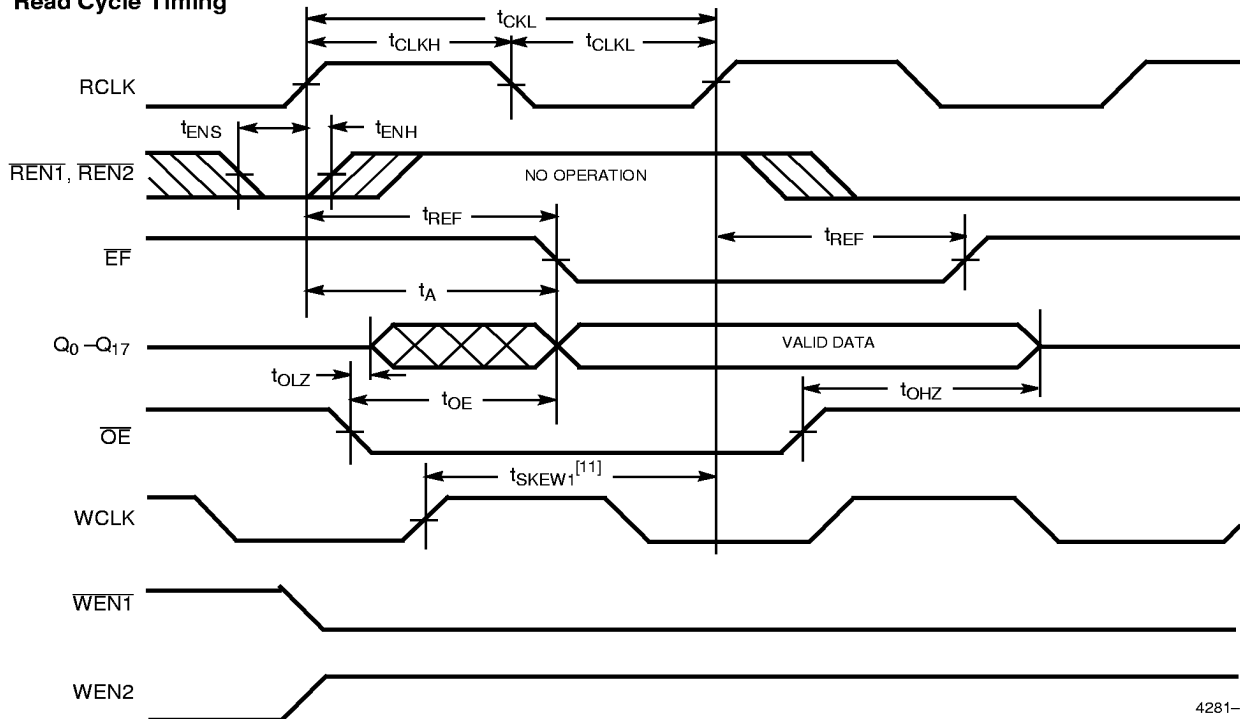 Read Cycle Timing
tCKL
tCLKH tCLKL
RCLK
tENS tENH
REN1, REN2 NO OPERATION
tREF
tREF
EF
tA
Q0–Q17 VALID DATA
tOLZ
tOE
tOHZ
OE
tSKEW1[11]
WCLK
WEN1
WEN2
4281–